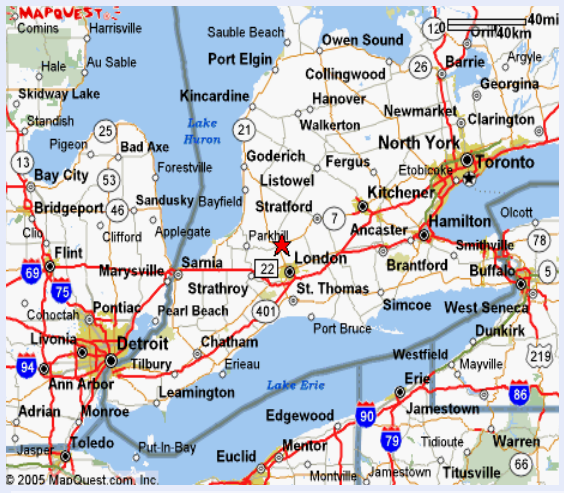 MAPQUEST
40mi
40km
Comins
Harrisville
Sauble Beach
Owen Sound
12
Hale
Au Sable
Port Elgin
Collingwood
26
Barrie
Argyle
Skidway Lake
Kincardine
Hanover
Georgina
Standish
Lake
Huron
21
Walkerton
Newmarket
Clarington
25
Pigeon
Bad Axe
North York
13
Forestville
Goderich
Fergus
Etobicoke
Toronto
Bay City
53
Listowel
Kitchener
Bridgeport
46
Sandusky
Bayfield
Stratford
7
Olcott
Clio
Clifford
Applegate
Parkhill
Ancaster
Hamilton
Smithville
78
Flint
Marysville
Sarnia
London
Brantford
Buffalo
5
69
22
75
Strathroy
St. Thomas
Simcoe
West Seneca
Cohoctah
Pontiac
Pearl Beach
401
Port Bruce
Dunkirk
Livonia
Detroit
Chatham
Westfield
219
94
Tilbury
Erieau
Mayville
Ann Arbor
Leamington
Lake Erie
Erie
86
Adrian
Monroe
Edgewood
90
Jamestown
Jasper
Toledo
Put-In-Bay
Mentor
79
Tidioute
Warren
Euclid
Montville
Jamestown
Titusville
66
© 2005 MapQuest.com, Inc.